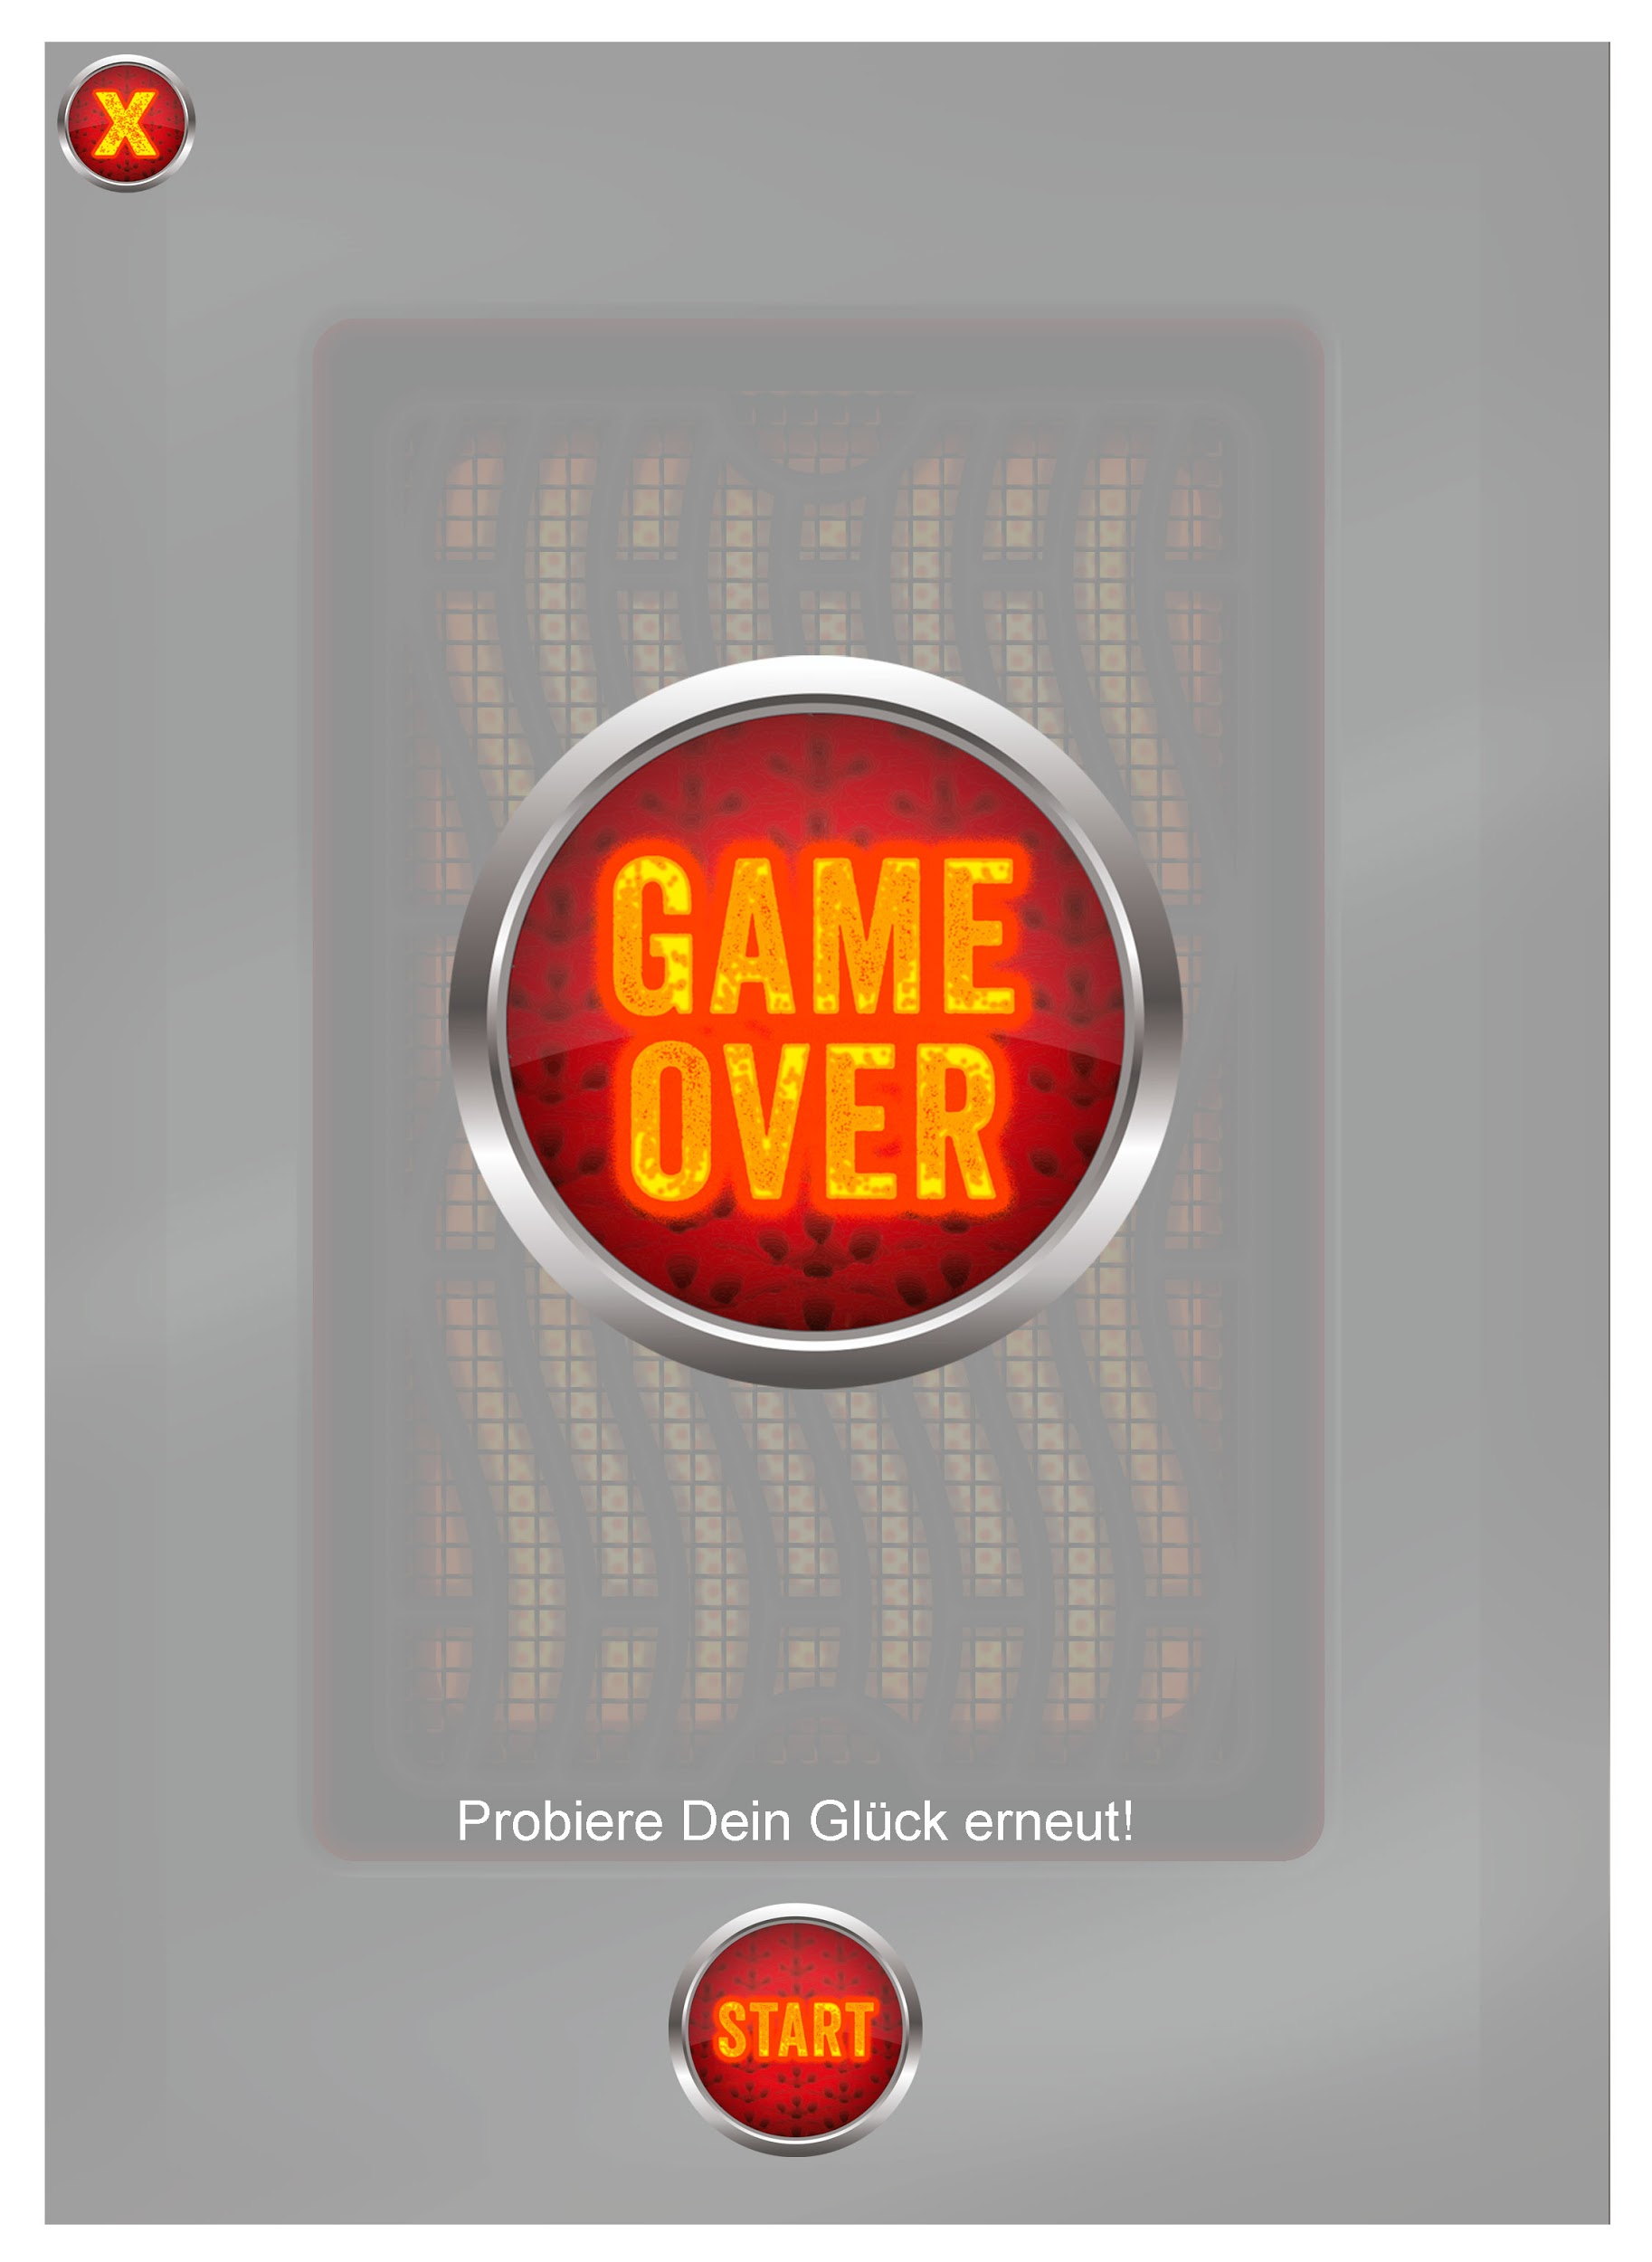 X
GAME
OVER
Probiere Dein Glück erneut!
START